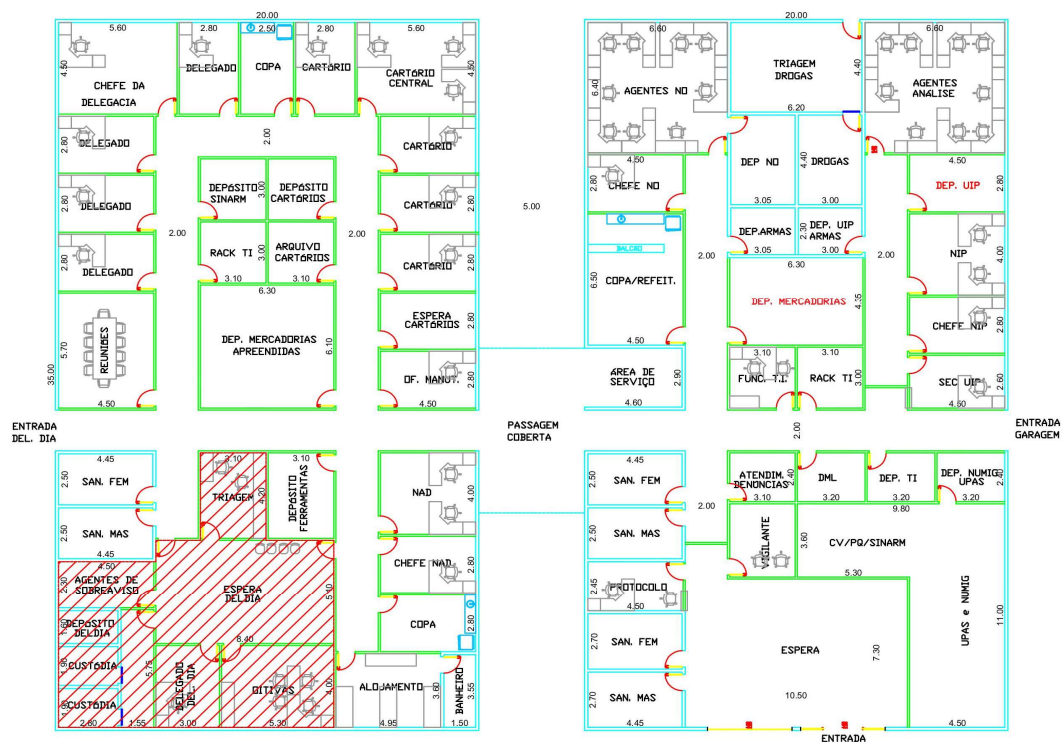 20.00
5.60
2.80
2.50
2.80
5.60
4.50
CHEFE DA
DELEGACIA
DELEGADO
COPA
CARTóRIO
CARTóRIO
CENTRAL
4.50
2.00
2.80
DELEGADO
CARTóRIO
2.80
DEPóSITO
SINARM
3.00
DEPóSITO
CARTóRIOS
2.80
DELEGADO
CARTóRIO
2.80
2.00
2.00
RACK TI
3.00
ARQUIVO
CARTóRIOS
3.10
3.10
2.80
DELEGADO
CARTóRIO
2.80
6.30
DEP. MERCADORIAS
APREENDIDAS
6.10
ESPERA
CARTóRIOS
2.80
35.00
5.70
REUNIÕES
4.50
OF. MANUT.
2.80
4.50
5.00
20.00
6.60
6.60
6.40
AGENTES NO
TRIAGEM
DROGAS
4.40
6.20
AGENTES
ANÁLISE
4.50
2.80
CHEFE NO
DEP NO
3.05
4.40
DROGAS
3.00
4.50
DEP. UIP
2.80
DEP.ARMAS
3.05
2.30
DEP. UIP
ARMAS
3.00
BALCÃO
6.50
COPA/REFEIT.
4.50
2.00
2.00
6.30
DEP. MERCADORIAS
4.35
NIP
4.00
CHEFE NIP
2.80
ÁREA DE
SERVIÇO
2.90
4.60
3.10
FUNC. T.I.
3.10
RACK TI
3.00
SEC UIP
2.60
4.50
ENTRADA
DEL. DIA
PASSAGEM
COBERTA
2.00
ENTRADA
GARAGEM
4.45
2.50
SAN. FEM
2.50
SAN. MAS
4.45
3.10
TRIAGEM
4.20
3.10
DEPóSITO
FERRAMENTAS
NAD
4.00
4.50
2.30
AGENTES DE
SOBREAVISO
ESPERA
DELDIA
5.10
8.40
CHEFE NAD
2.80
1.60
DEPóSITO
DELDIA
COPA
2.80
1.90
CUSTóDIA
5.75
1.90
CUSTóDIA
2.60
1.55
DELEGADO
DEL. DIA
3.00
OITIVAS
4.00
5.30
ALOJAMENTO
3.60
4.95
BANHEIRO
3.55
1.50
4.45
2.50
SAN. FEM
2.50
SAN. MAS
2.00
ATENDIM.
DENÚNCIAS
3.10
2.40
DML
3.20
DEP. TI
3.20
DEP. NUMIG
UPAS
2.40
3.20
9.80
VIGILANTE
3.60
CV/PQ/SINARM
5.30
2.45
PROTOCOLO
4.50
2.70
SAN. FEM
2.70
SAN. MAS
4.45
ESPERA
7.30
10.50
UPAS e NUMIG
11.00
4.50
ENTRADA